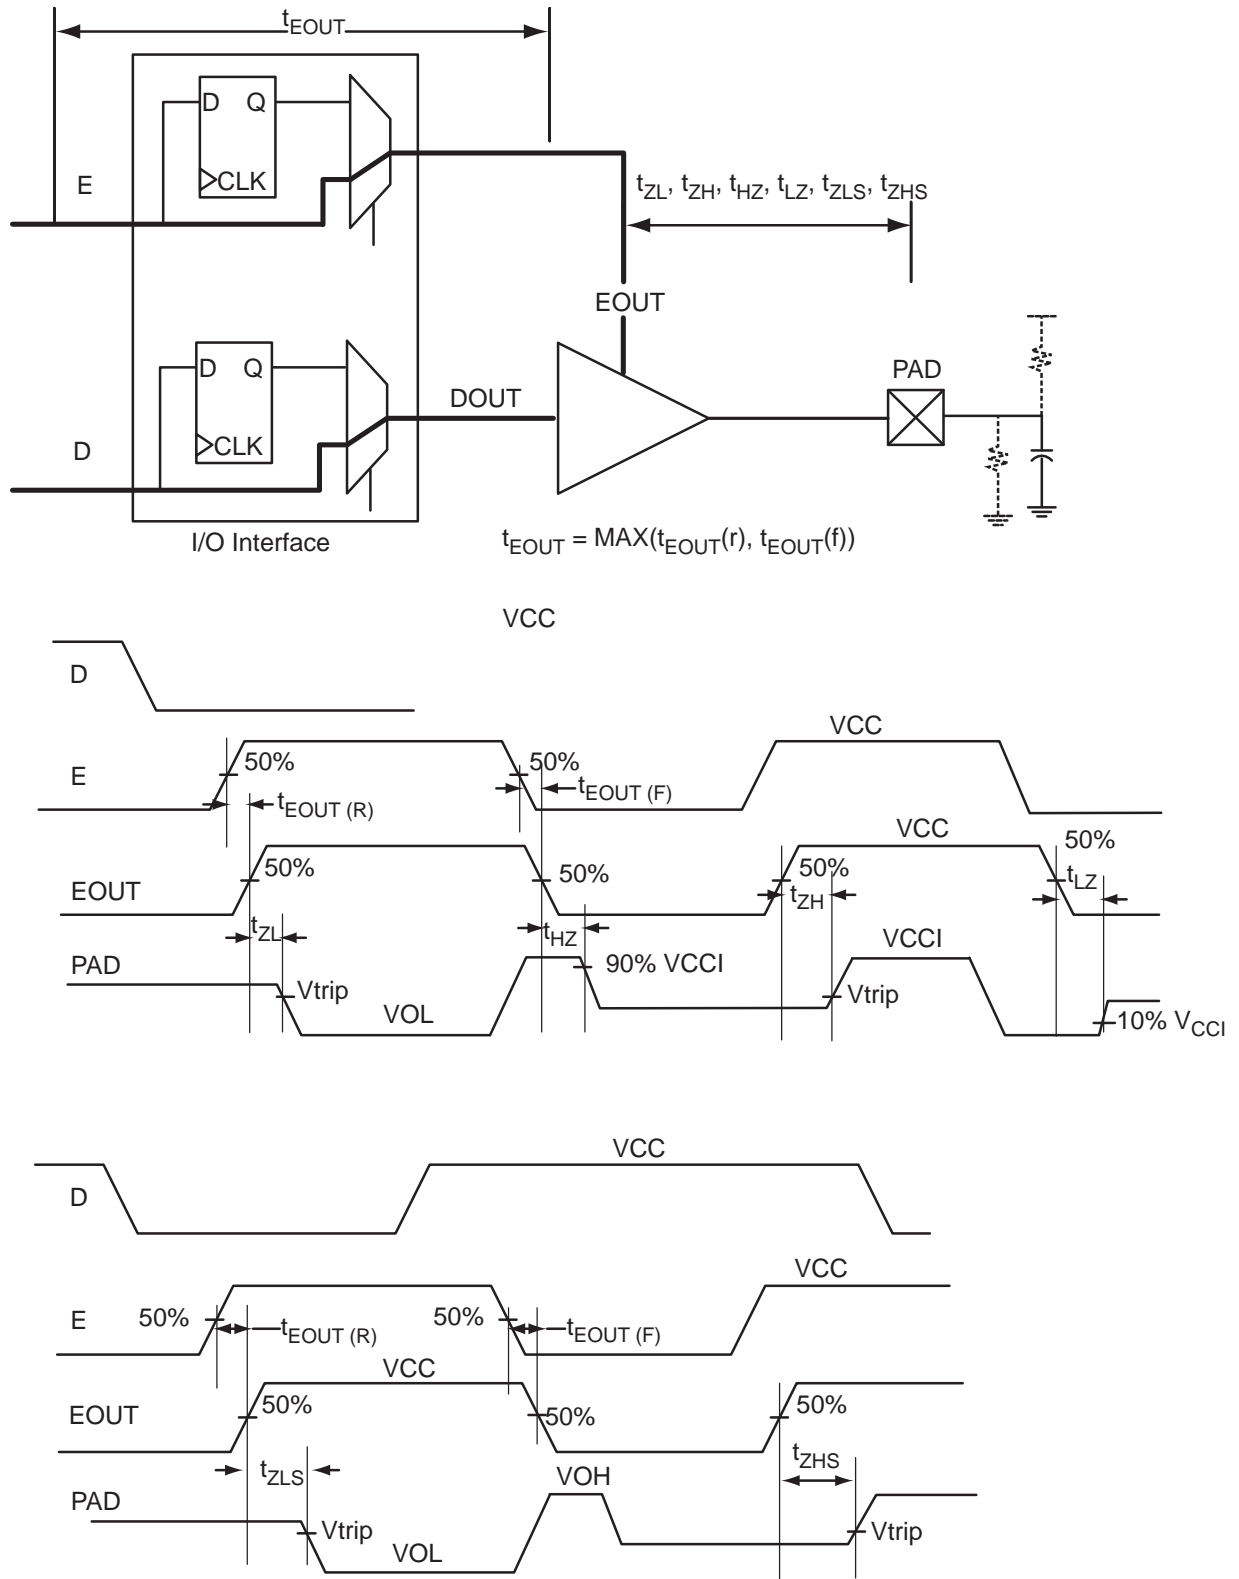 tEOUT
D Q
CLK
E
tZL, tZH, tHZ, tLZ, tZLS, tZHS
EOUT
D Q
CLK
DOUT
PAD
D
I/O Interface
tEOUT = MAX(tEOUT(r), tEOUT(f))
VCC
D
VCC
E
50%
50%
tEOUT (R)
tEOUT (F)
VCC
50%
EOUT
50%
50%
50%
tZL
tHZ
tZH
tLZ
PAD
VCCI
90% VCCI
Vtrip
Vtrip
VOL
10% VCCI
VCC
D
VCC
E
50%
50%
tEOUT (R)
tEOUT (F)
VCC
EOUT
50%
50%
50%
tZLS
VOH
tZHS
PAD
Vtrip
Vtrip
VOL